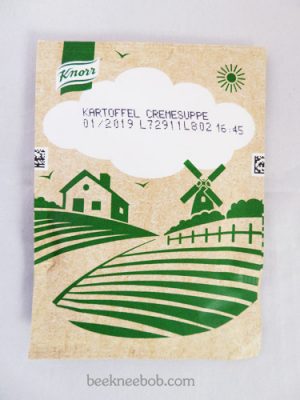 Knorr
KARTOFFEL CREMESUPPE
01/2019 L72911L802 16:45
beekneebob.com